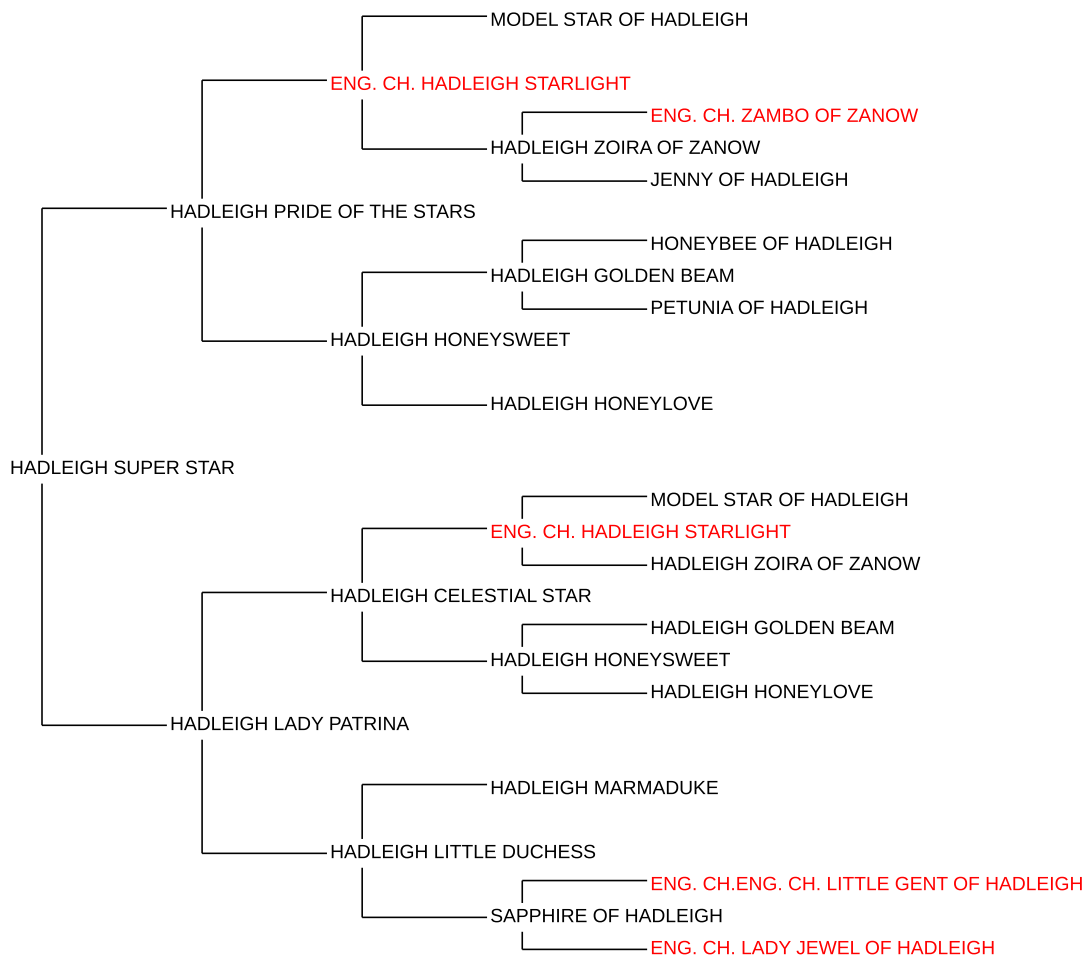 MODEL STAR OF HADLEIGH
ENG. CH. HADLEIGH STARLIGHT
ENG. CH. ZAMBO OF ZANOW
HADLEIGH ZOIRA OF ZANOW
JENNY OF HADLEIGH
HADLEIGH PRIDE OF THE STARS
HONEYBEE OF HADLEIGH
HADLEIGH GOLDEN BEAM
PETUNIA OF HADLEIGH
HADLEIGH HONEYSWEET
HADLEIGH HONEYLOVE
HADLEIGH SUPER STAR
MODEL STAR OF HADLEIGH
ENG. CH. HADLEIGH STARLIGHT
HADLEIGH ZOIRA OF ZANOW
HADLEIGH CELESTIAL STAR
HADLEIGH GOLDEN BEAM
HADLEIGH HONEYSWEET
HADLEIGH HONEYLOVE
HADLEIGH LADY PATRINA
HADLEIGH MARMADUKE
HADLEIGH LITTLE DUCHESS
ENG. CH.ENG. CH. LITTLE GENT OF HADLEIGH
SAPPHIRE OF HADLEIGH
ENG. CH. LADY JEWEL OF HADLEIGH